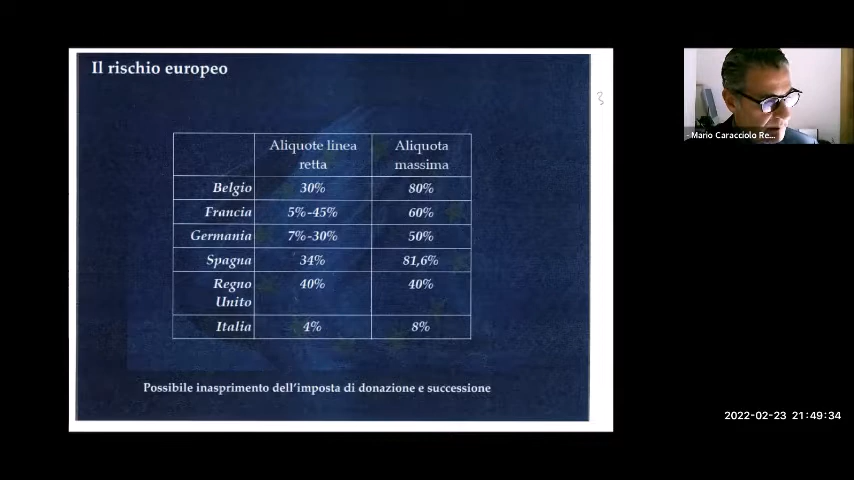 Il rischio europeo
3
Aliquote linea retta Aliquota massima
Belgio 30% 80%
Francia 5%-45% 60%
Germania 7%-30% 50%
Spagna 34% 81,6%
Regno Unito 40% 40%
Italia 4% 8%
Possibile inasprimento dell'imposta di donazione e successione
- Mario Caracciolo Re...
2022-02-23 21:49:34